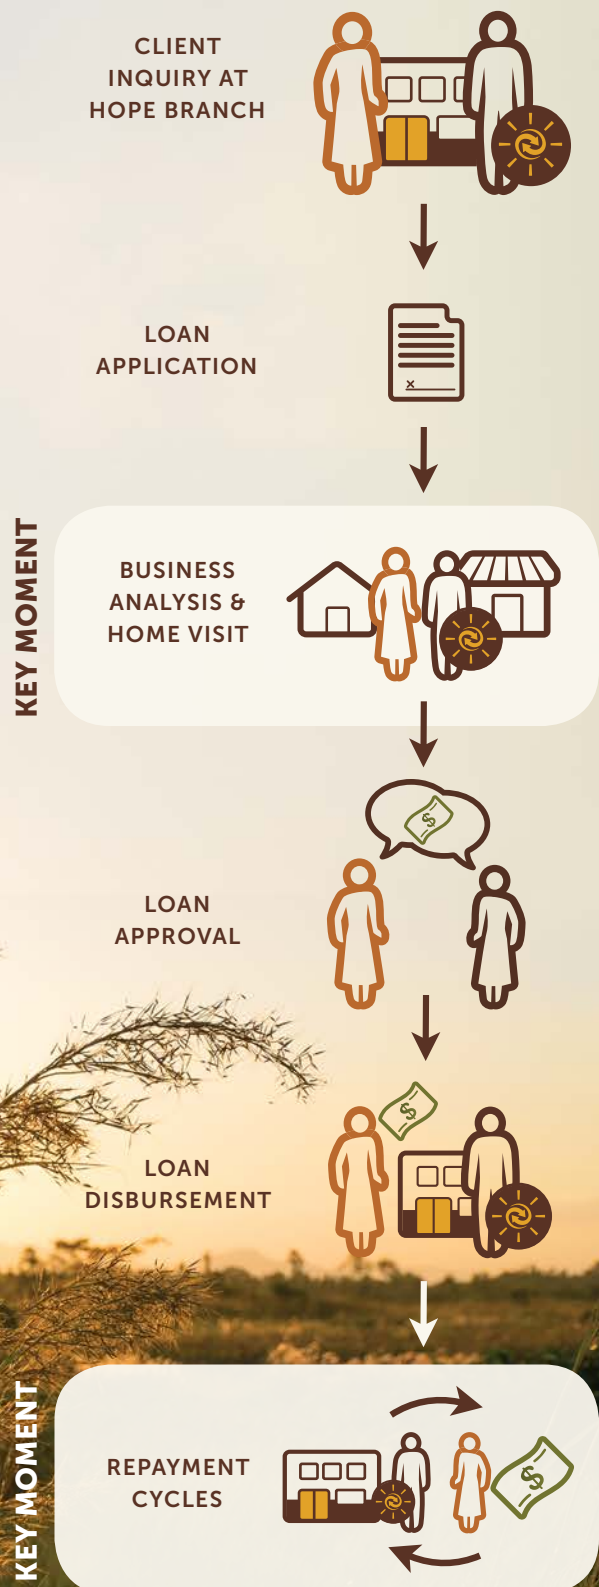 CLIENT
INQUIRY AT
HOPE BRANCH
LOAN
APPLICATION
x
KEY MOMENT
BUSINESS
ANALYSIS &
HOME VISIT
$
LOAN
APPROVAL
$
LOAN
DISBURSEMENT
KEY MOMENT
REPAYMENT
CYCLES
$